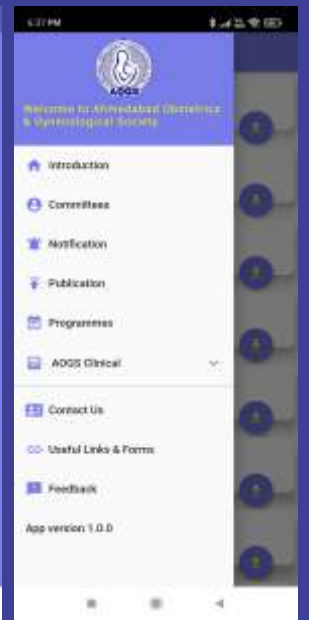 6:37 PM
AOGS
Welcome to Ahmedabad Obstetrics
& Gynecological Society
Introduction
Committees
Notification
Publication
Programmes
AOGS Clinical
Contact Us
Useful Links & Forms
Feedback
App version 1.0.0